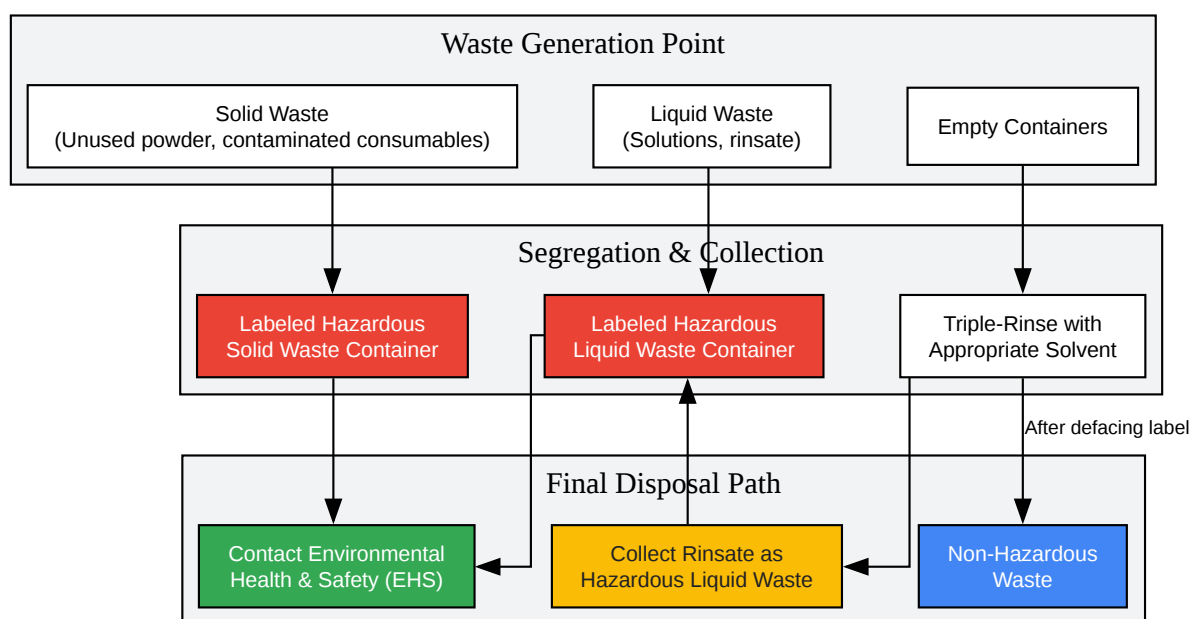 Waste Generation Point
Solid Waste
(Unused powder, contaminated consumables)
Liquid Waste
(Solutions, rinsate)
Empty Containers
Segregation & Collection
Labeled Hazardous
Solid Waste Container
Labeled Hazardous
Liquid Waste Container
Triple-Rinse with
Appropriate Solvent
After defacing label
Final Disposal Path
Contact Environmental
Health & Safety (EHS)
Collect Rinsate as
Hazardous Liquid Waste
Non-Hazardous
Waste